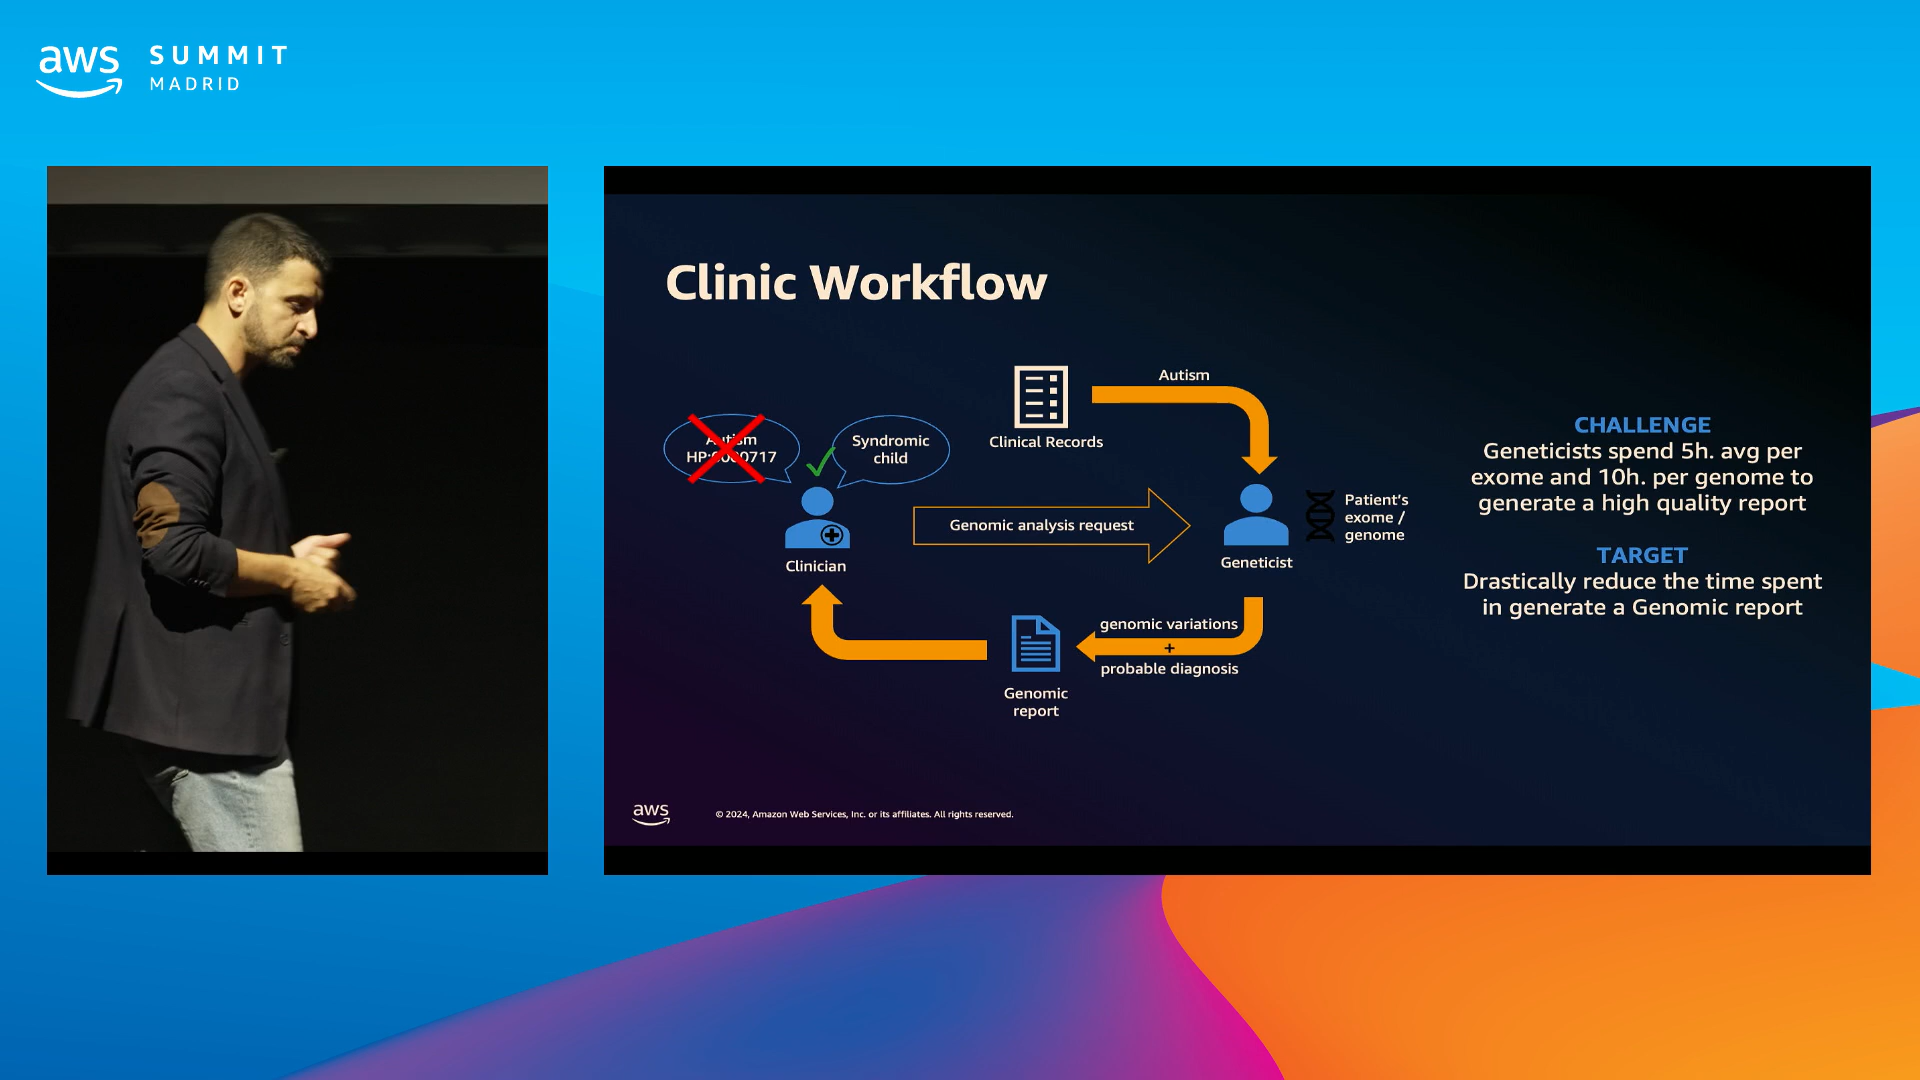 aws
SUMMIT
MADRID
Clinic Workflow
Autism
HP:0000717
Syndromic
child
Clinical Records
Autism
Clinician
Genomic analysis request
Geneticist
Patient's
exome /
genome
genomic variations
+
probable diagnosis
Genomic
report
CHALLENGE
Geneticists spend 5h. avg per
exome and 10h. per genome to
generate a high quality report
TARGET
Drastically reduce the time spent
in generate a Genomic report
aws
© 2024, Amazon Web Services, Inc. or its affiliates. All rights reserved.